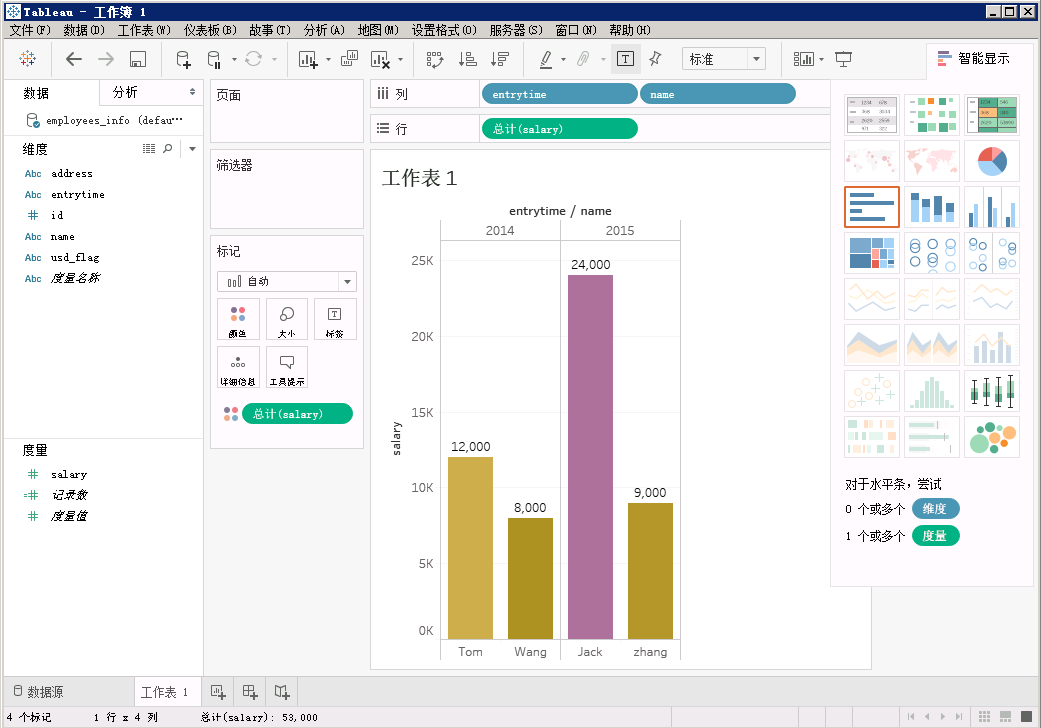 Tableau - 工作簿 1
文件(F) 数据(D) 工作表(W) 仪表板(B) 故事(T) 分析(A) 地图(M) 设置格式(O) 服务器(S) 窗口(N) 帮助(H)
标准
智能显示
数据 分析
employees_info (defau···
维度
Abc address
Abc entrytime
id
Abc name
Abc usd_flag
Abc 度量名称
度量
salary
记录数
度量值
页面
筛选器
标记
自动
颜色 大小 标签
详细信息 工具提示
总计(salary)
列 entrytime name
行 总计(salary)
工作表 1
entrytime / name
2014 2015
salary
25K
20K
15K
10K
5K
0K
12,000
8,000
24,000
9,000
Tom Wang Jack zhang
对于水平条，尝试
0 个或多个 维度
1 个或多个 度量
数据源 工作表 1
4 个标记 1 行 x 4 列 总计(salary): 53,000